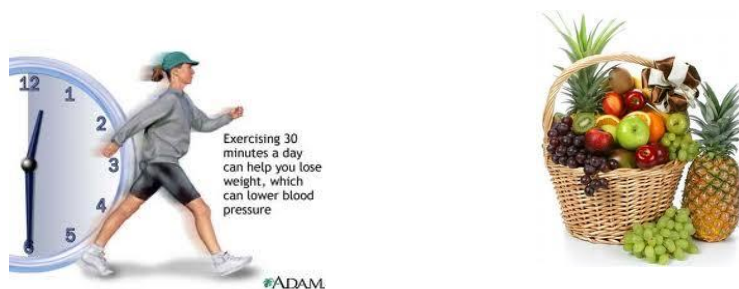 12
1
2
3
4
5
6
Exercising 30
minutes a day
can help you lose
weight, which
can lower blood
pressure
ADAM.